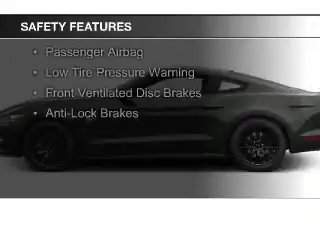 SAFETY FEATURES
• Passenger Airbag
• Low Tire Pressure Warning
• Front Ventilated Disc Brakes
• Anti-Lock Brakes